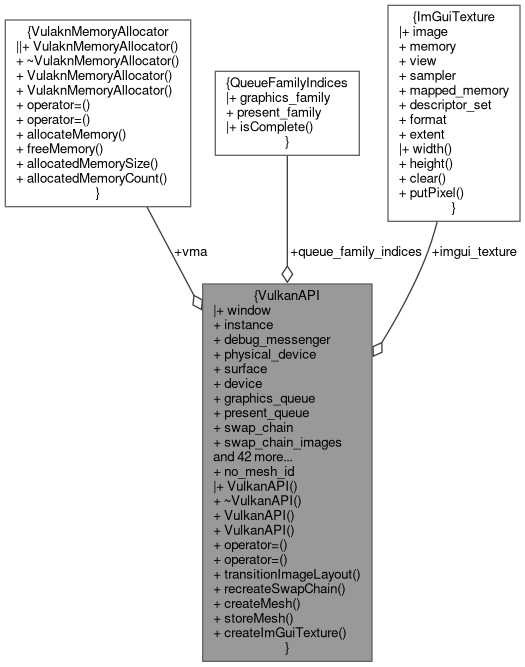 {VulaknMemoryAllocator
||+ VulaknMemoryAllocator()
+ ~VulaknMemoryAllocator()
+ VulaknMemoryAllocator()
+ VulaknMemoryAllocator()
+ operator=()
+ operator=()
+ allocateMemory()
+ freeMemory()
+ allocatedMemorySize()
+ allocatedMemoryCount()
}
{QueueFamilyIndices
|+ graphics_family
+ present_family
|+ isComplete()
}
{ImGuiTexture
|+ image
+ memory
+ view
+ sampler
+ mapped_memory
+ descriptor_set
+ format
+ extent
|+ width()
+ height()
+ clear()
+ putPixel()
}
+vma
+queue_family_indices
+imgui_texture
{VulkanAPI
|+ window
+ instance
+ debug_messenger
+ physical_device
+ surface
+ device
+ graphics_queue
+ present_queue
+ swap_chain
+ swap_chain_images
and 42 more...
+ no_mesh_id
|+ VulkanAPI()
+ ~VulkanAPI()
+ VulkanAPI()
+ VulkanAPI()
+ operator=()
+ operator=()
+ transitionImageLayout()
+ recreateSwapChain()
+ createMesh()
+ storeMesh()
+ createImGuiTexture()
}